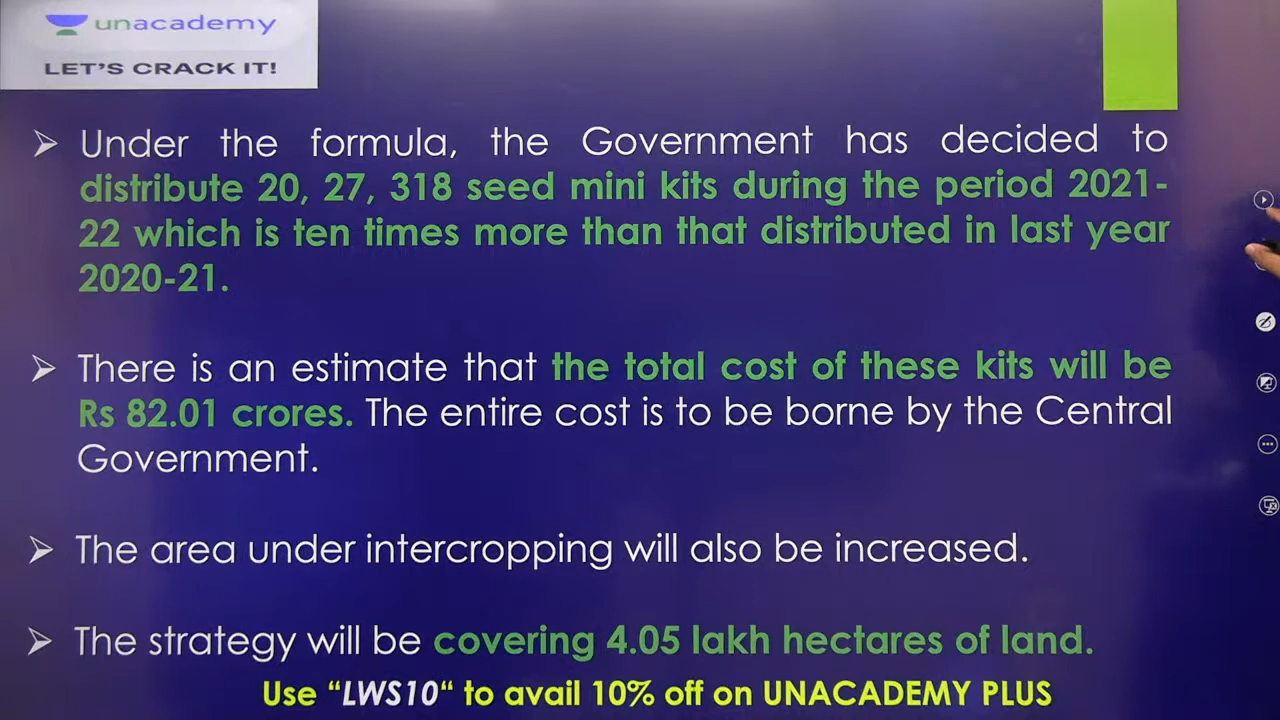 unacademy
LET'S CRACK IT!
Under the formula, the Government has decided to
distribute 20, 27, 318 seed mini kits during the period 2021-
22 which is ten times more than that distributed in last year
2020-21.
There is an estimate that the total cost of these kits will be
Rs 82.01 crores. The entire cost is to be borne by the Central
Government.
The area under intercropping will also be increased.
The strategy will be covering 4.05 lakh hectares of land.
Use “LWS10“ to avail 10% off on UNACADEMY PLUS